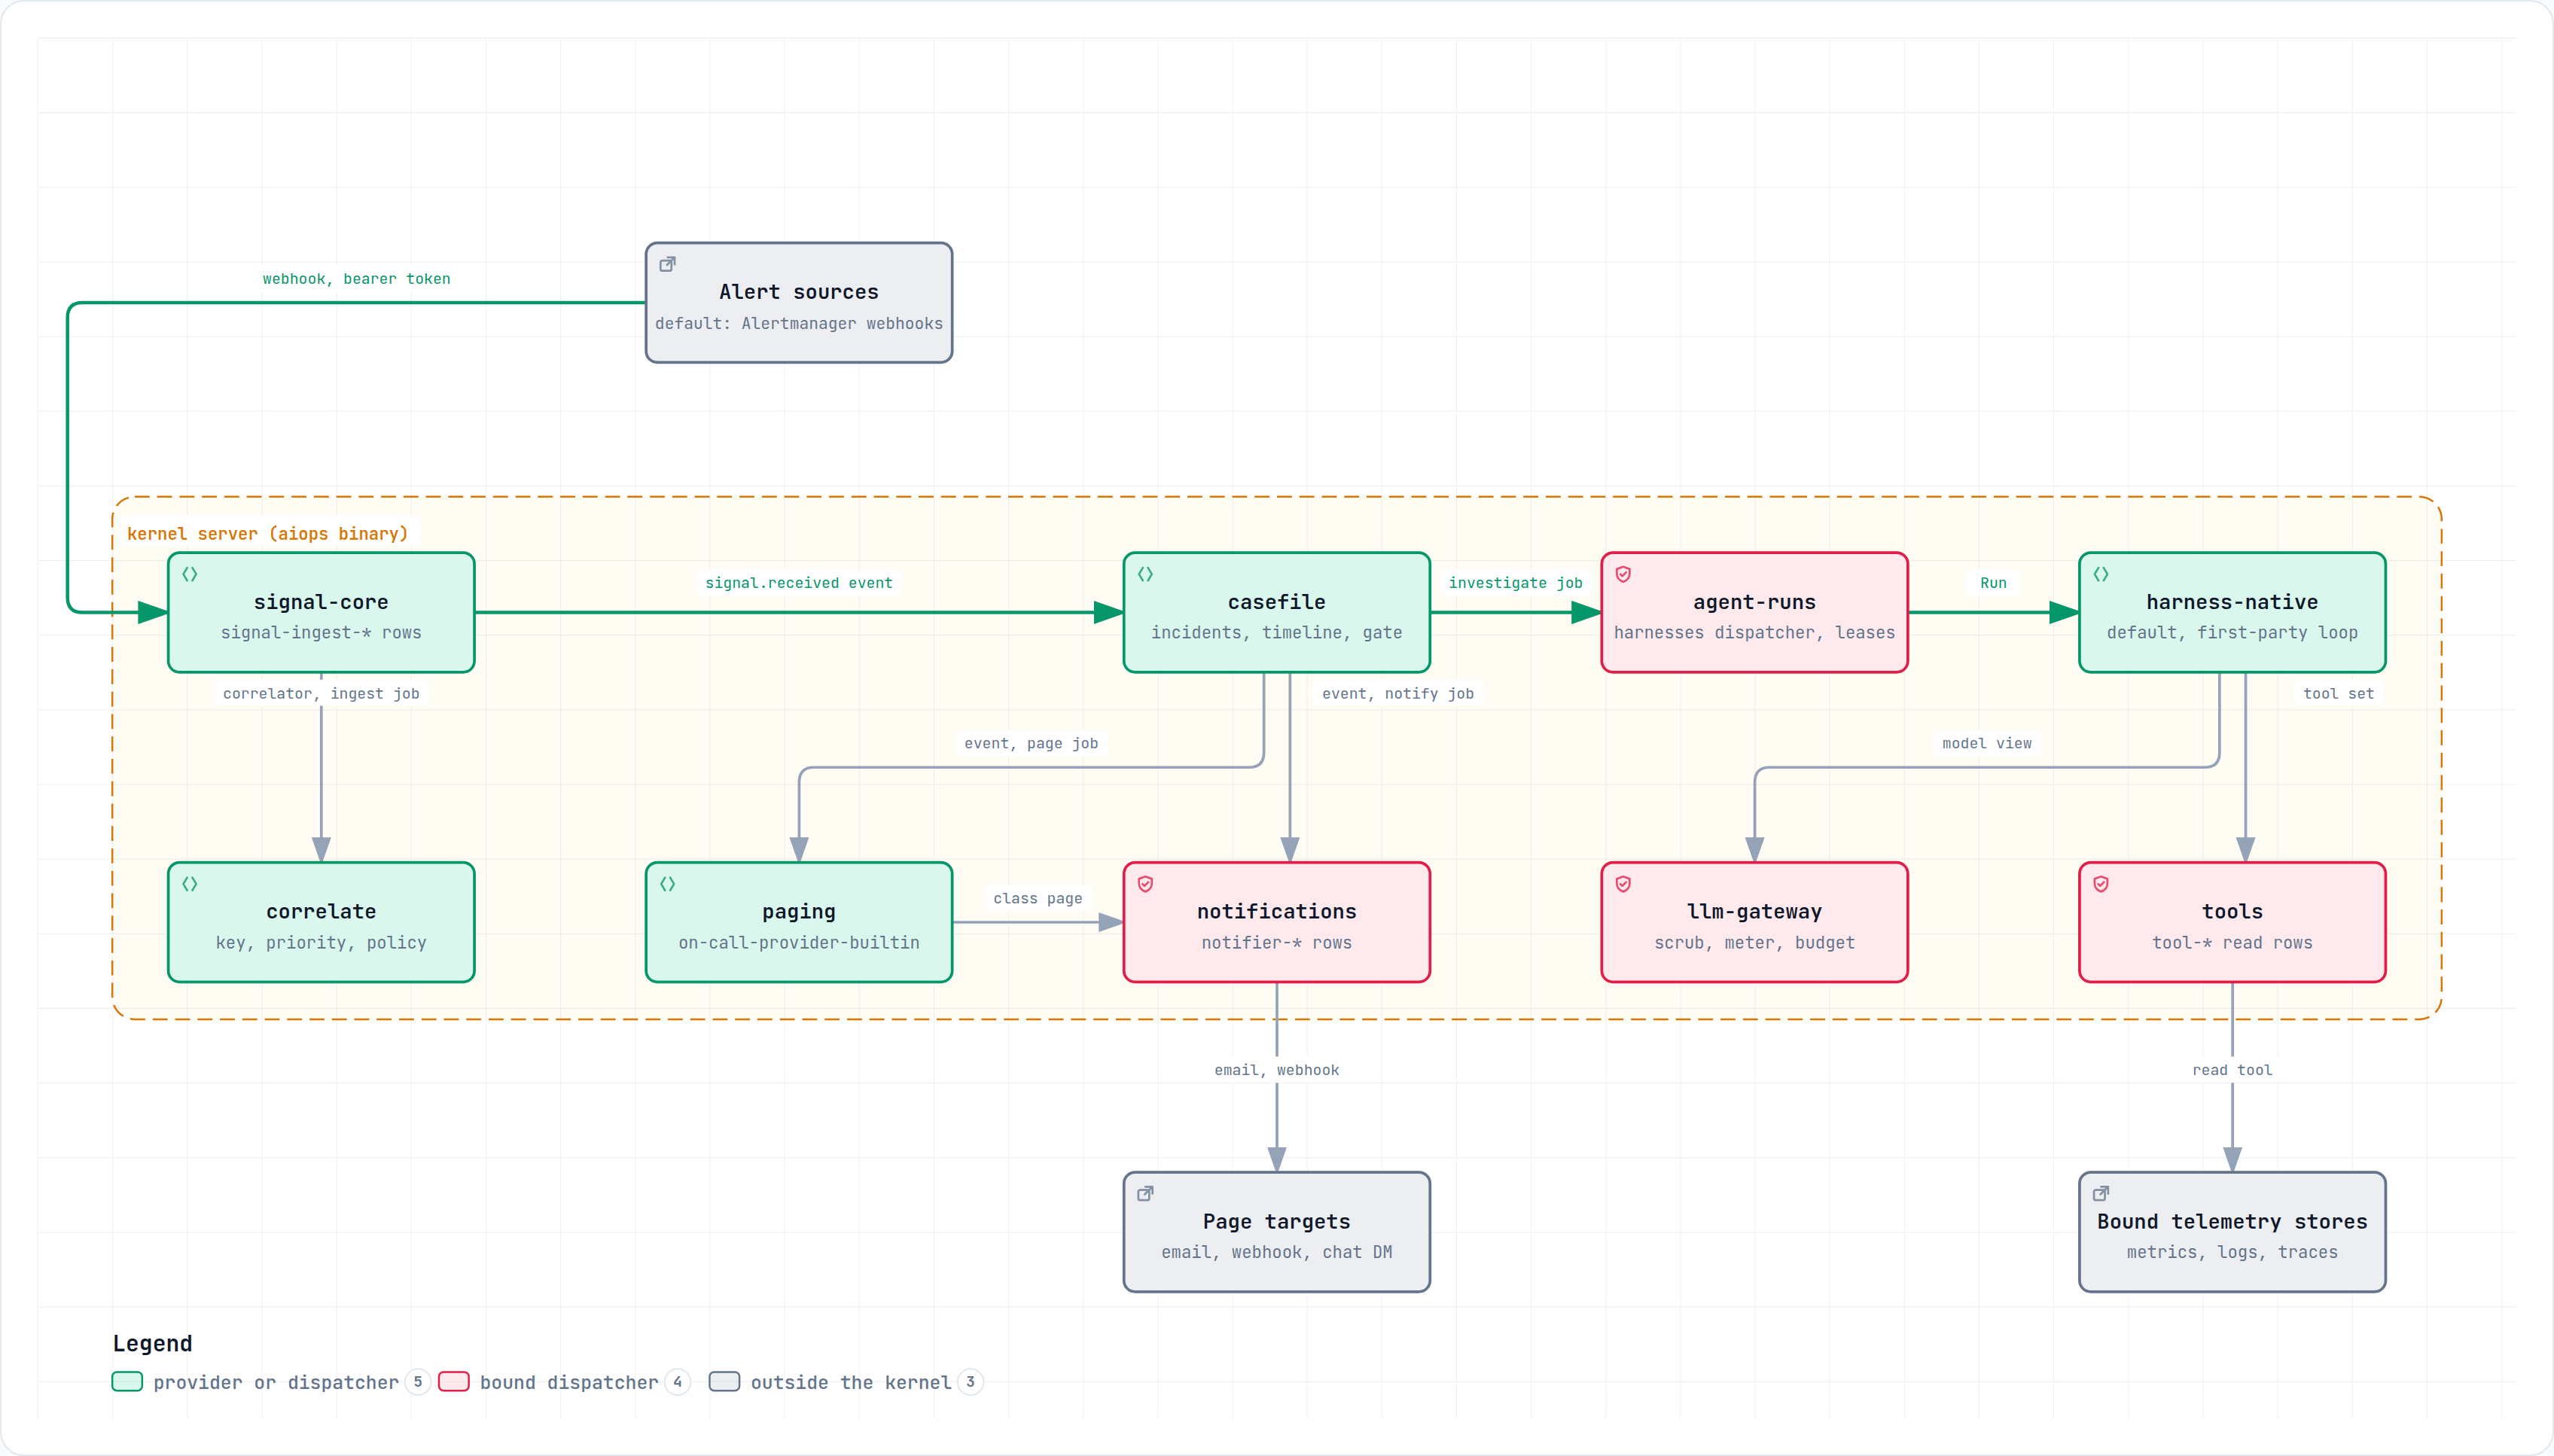 webhook, bearer token
Alert sources
default: Alertmanager webhooks
kernel server (aiops binary)
signal-core
signal-ingest-* rows
signal.received event
casefile
incidents, timeline, gate
investigate job
agent-runs
harnesses dispatcher, leases
Run
harness-native
default, first-party loop
correlator, ingest job
event, notify job
tool set
event, page job
model view
correlate
key, priority, policy
paging
on-call-provider-builtin
class page
notifications
notifier-* rows
llm-gateway
scrub, meter, budget
tools
tool-* read rows
email, webhook
read tool
Page targets
email, webhook, chat DM
Bound telemetry stores
metrics, logs, traces
Legend
provider or dispatcher 5 bound dispatcher 4 outside the kernel 3